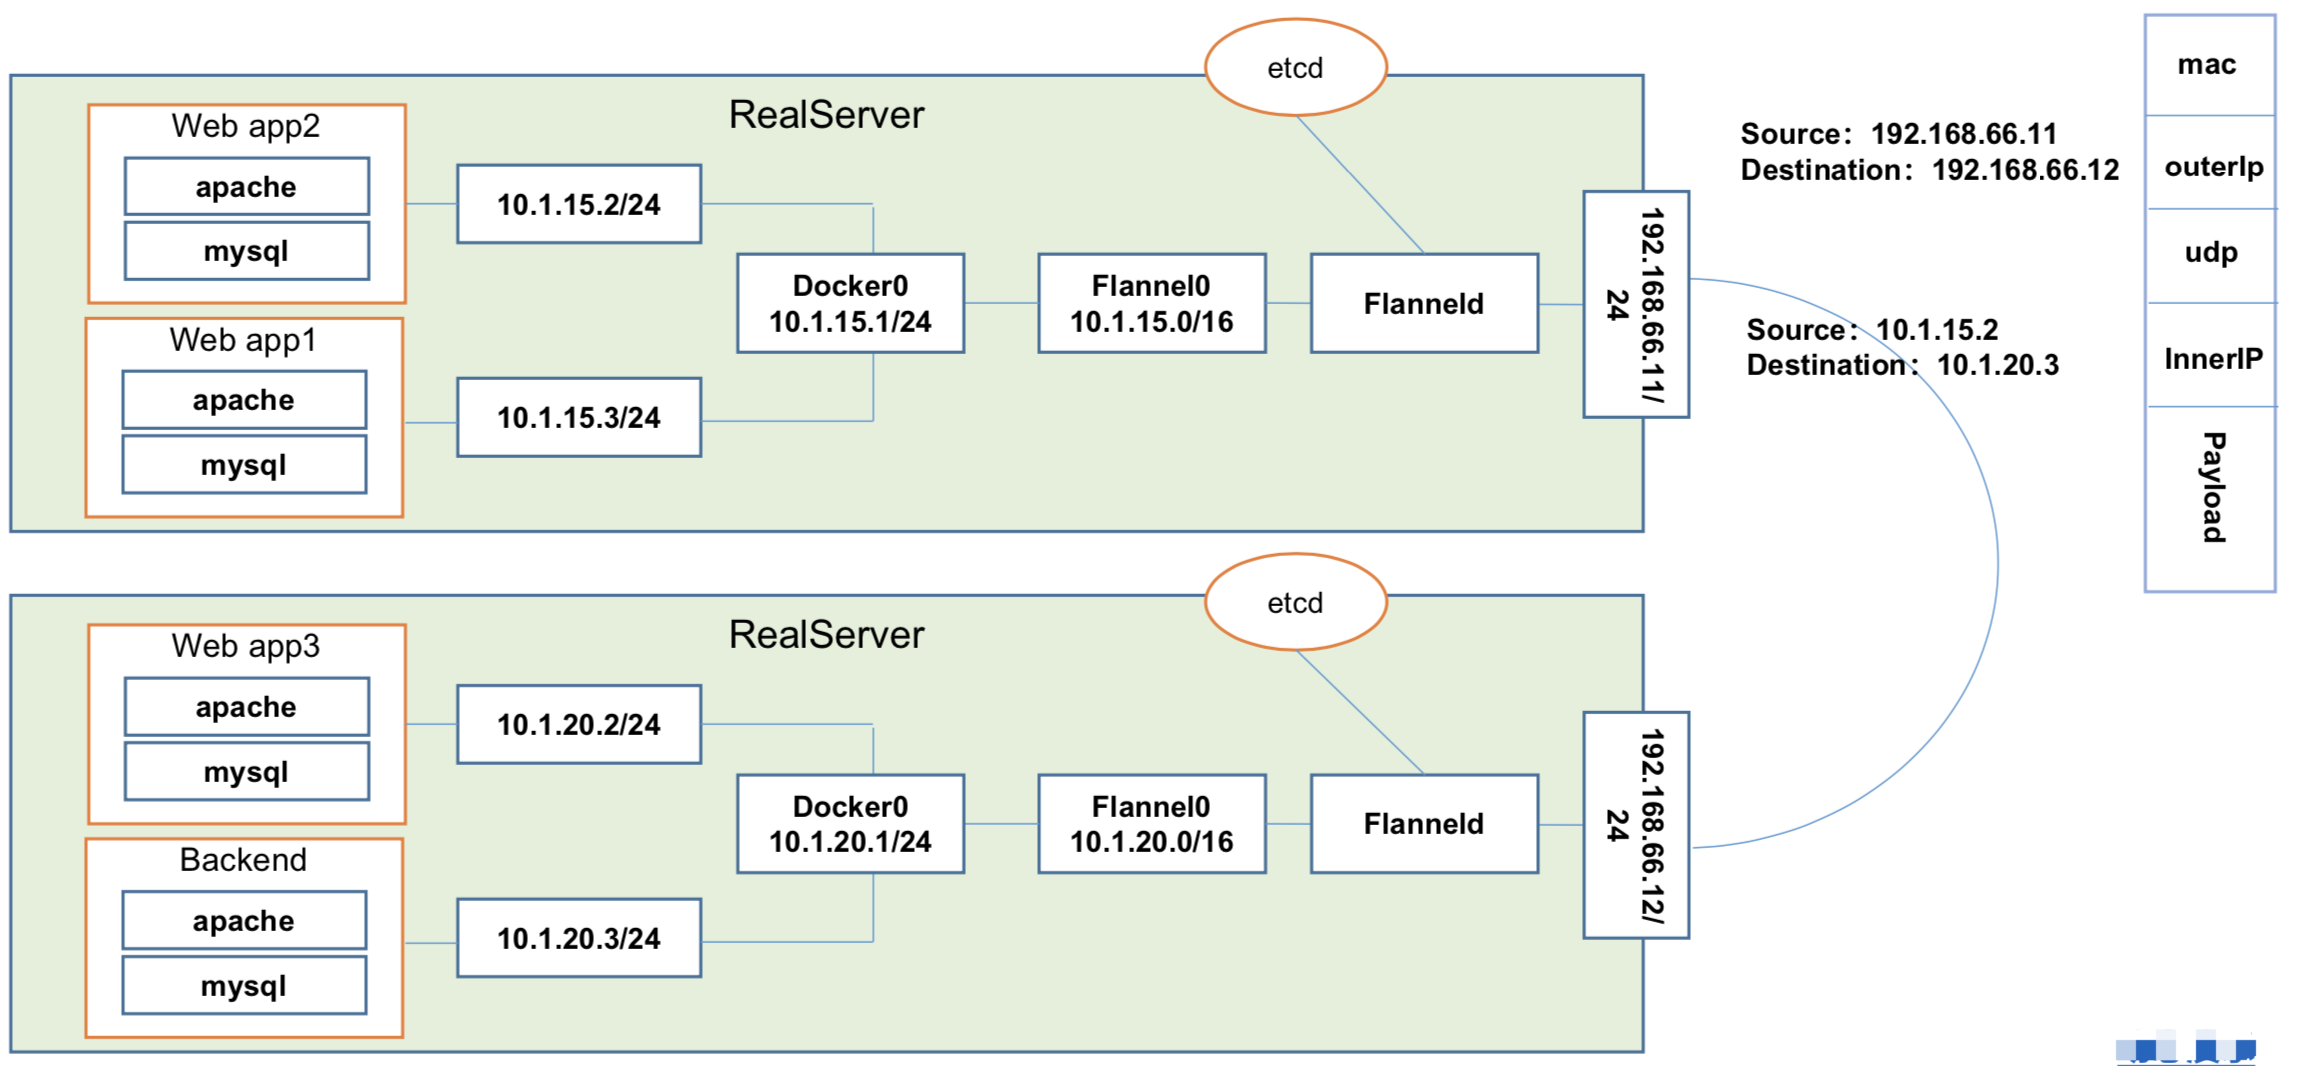 etcd
RealServer
Web app2
apache
mysql
10.1.15.2/24
Web app1
apache
mysql
10.1.15.3/24
Docker0
10.1.15.1/24
Flannel0
10.1.15.0/16
Flanneld
192.168.66.11/
24
Source：192.168.66.11
Destination：192.168.66.12
Source：10.1.15.2
Destination：10.1.20.3
mac
outerIp
udp
InnerIP
Payload
etcd
RealServer
Web app3
apache
mysql
10.1.20.2/24
Backend
apache
mysql
10.1.20.3/24
Docker0
10.1.20.1/24
Flannel0
10.1.20.0/16
Flanneld
192.168.66.12/
24